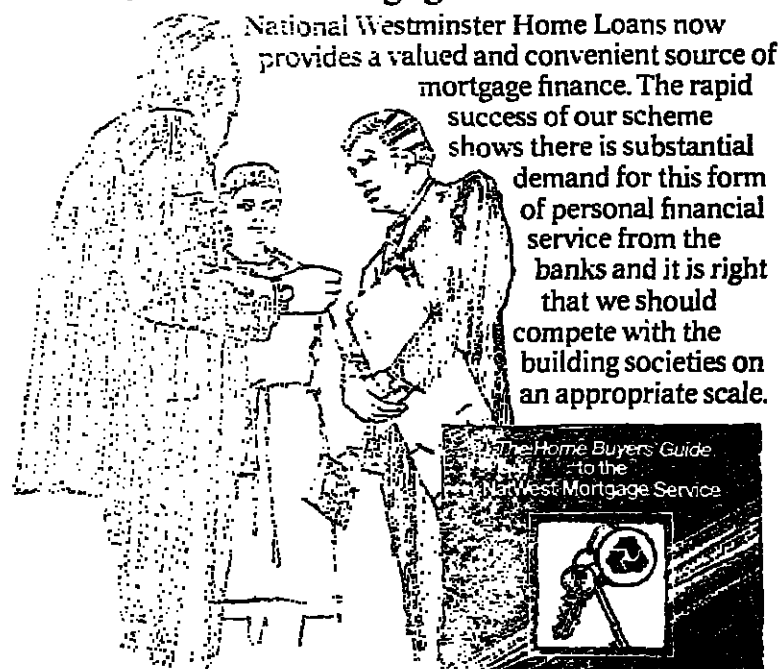 National Westminster Home Loans now
provides a valued and convenient source of
mortgage finance. The rapid
success of our scheme
shows there is substantial
demand for this form
of personal financial
service from the
banks and it is right
that we should
compete with the
building societies on
an appropriate scale.
The Home Buyers' Guide
to the
NatWest Mortgage Service